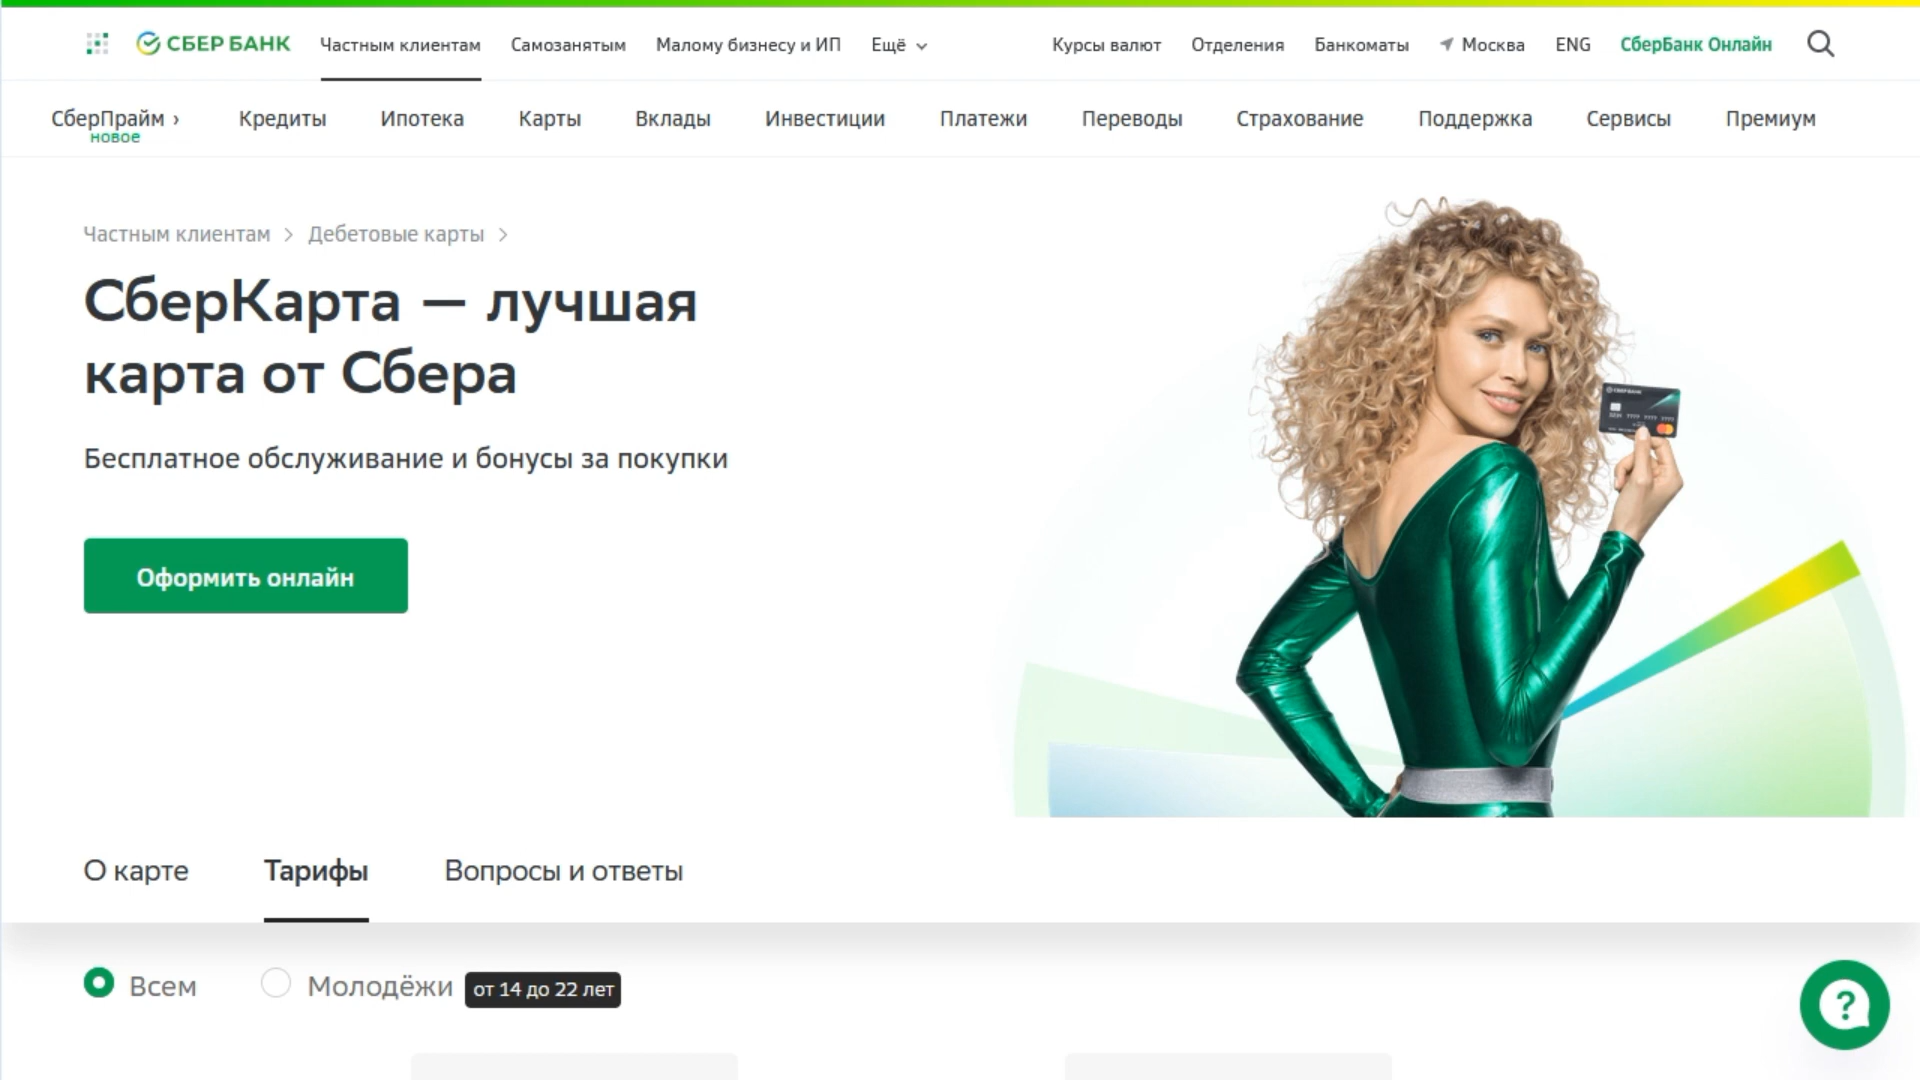 СБЕР БАНК Частным клиентам Самозанятым Малому бизнесу и ИП Ещё Курсы валют Отделения Банкоматы Москва ENG СберБанк Онлайн
СберПрайм › Кредиты Ипотека Карты Вклады Инвестиции Платежи Переводы Страхование Поддержка Сервисы Премиум
новое
Частным клиентам > Дебетовые карты >
СберКарта — лучшая
карта от Сбера
Бесплатное обслуживание и бонусы за покупки
Оформить онлайн
СБЕР БАНК
О карте Тарифы Вопросы и ответы
Всем Молодёжи от 14 до 22 лет
?